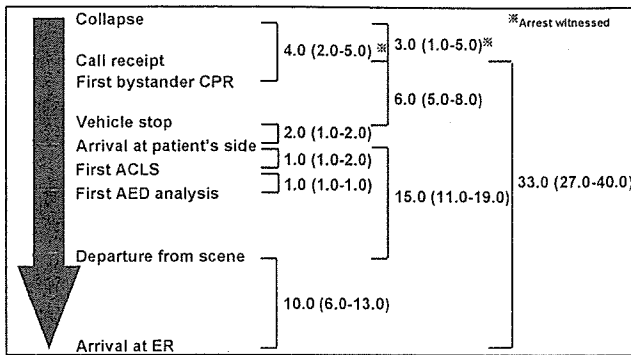 Collapse
※Arrest witnessed
4.0 (2.0-5.0) ※
3.0 (1.0-5.0)※
Call receipt
First bystander CPR
6.0 (5.0-8.0)
Vehicle stop
2.0 (1.0-2.0)
Arrival at patient's side
1.0 (1.0-2.0)
First ACLS
1.0 (1.0-1.0)
First AED analysis
15.0 (11.0-19.0)
33.0 (27.0-40.0)
Departure from scene
10.0 (6.0-13.0)
Arrival at ER